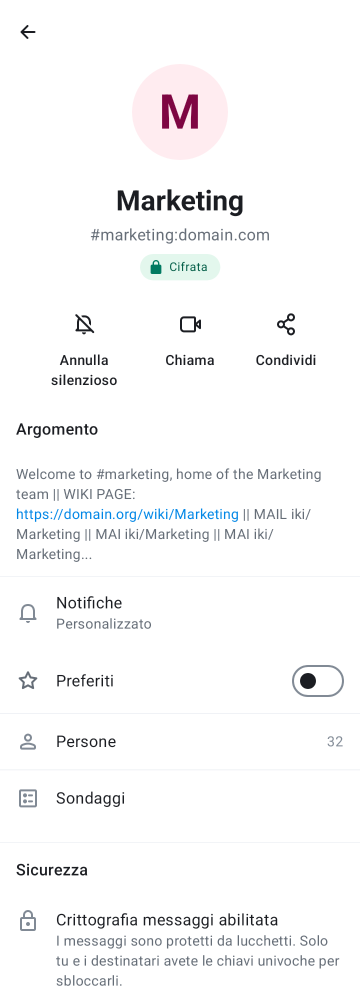 M
Marketing
#marketing:domain.com
Cifrata
Annulla
silenzioso
Chiama
Condividi
Argomento
Welcome to #marketing, home of the Marketing
team || WIKI PAGE:
https://domain.org/wiki/Marketing || MAIL iki/
Marketing || MAI iki/Marketing || MAI iki/
Marketing...
Notifiche
Personalizzato
Preferiti
Persone
32
Sondaggi
Sicurezza
Crittografia messaggi abilitata
I messaggi sono protetti da lucchetti. Solo
tu e i destinatari avete le chiavi univoche per
sbloccarli.